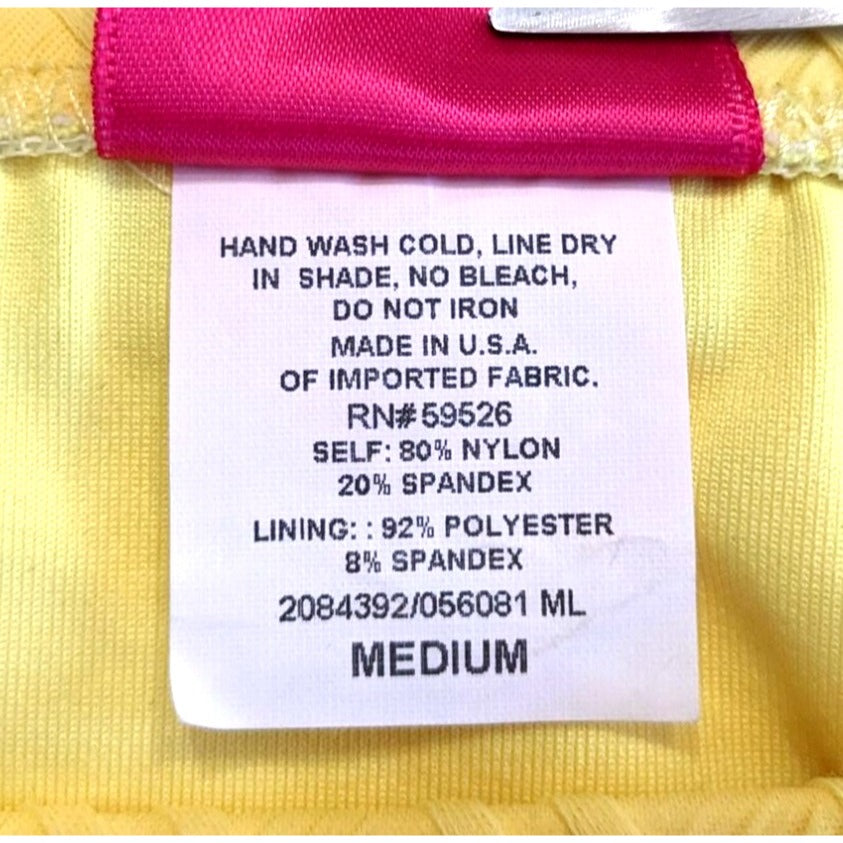 HAND WASH COLD, LINE DRY
IN SHADE, NO BLEACH,
DO NOT IRON
MADE IN U.S.A.
OF IMPORTED FABRIC.
RN#59526
SELF: 80% NYLON
20% SPANDEX
LINING: : 92% POLYESTER
8% SPANDEX
2084392/056081 ML
MEDIUM